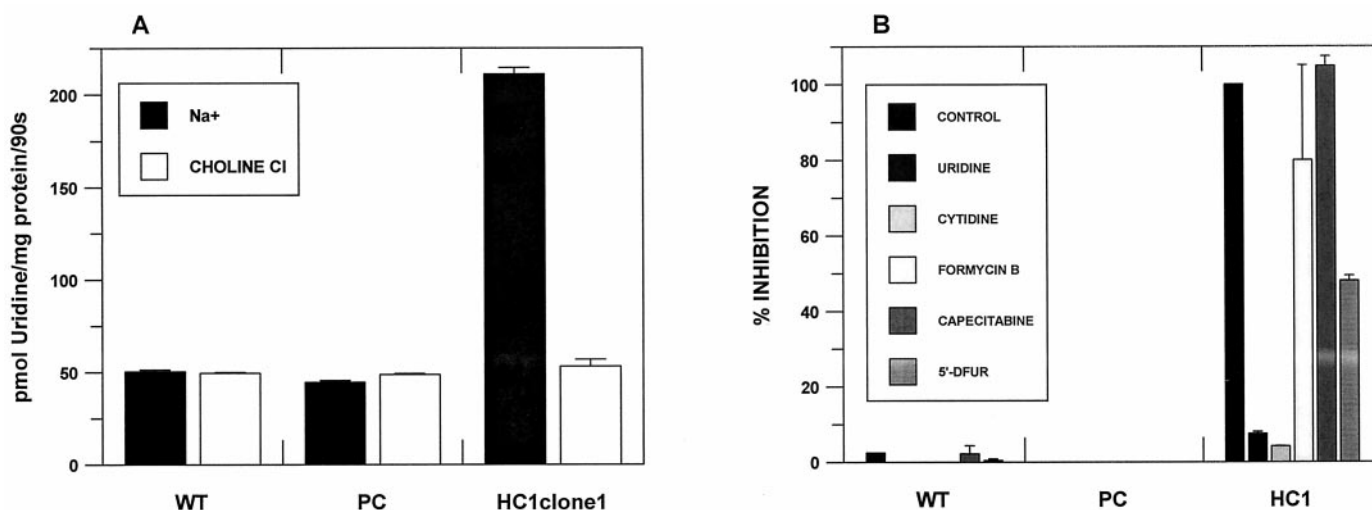 A
pmol Uridine/mg protein/90s
200
150
100
50
0
Na+
CHOLINE Cl
WT
PC
HC1clone1
B
% INHIBITION
100
80
60
40
20
0
CONTROL
URIDINE
CYTIDINE
FORMYCIN B
CAPECITABINE
5'-DFUR
WT
PC
HC1